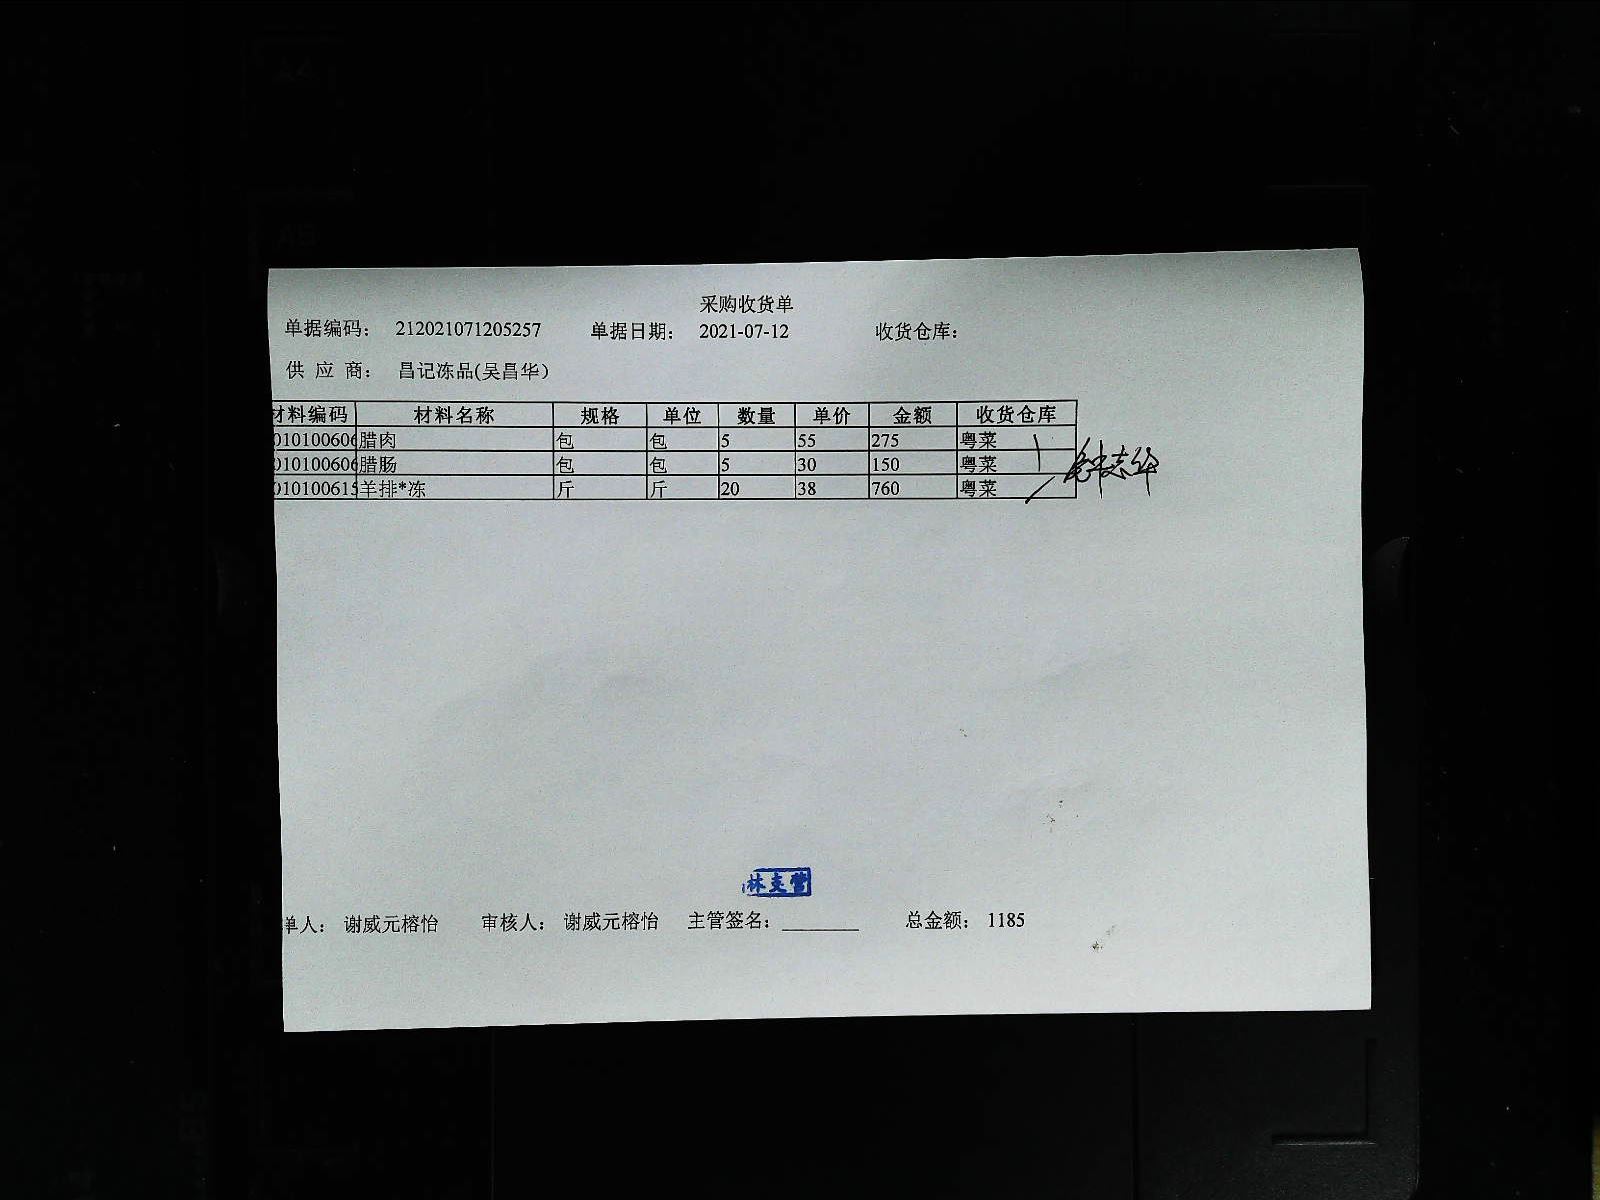 采购收货单
单据编码： 212021071205257 单据日期： 2021-07-12 收货仓库：
供 应 商： 昌记冻品(吴昌华）
材料编码 材料名称 规格 单位 数量 单价 金额 收货仓库
010100606 腊肉 包 包 5 55 275 粤菜
010100606 腊肠 包 包 5 30 150 粤菜
010100615 羊排*冻 斤 斤 20 38 760 粤菜
单人： 谢威元榕怡 审核人： 谢威元榕怡 主管签名：________ 总金额： 1185